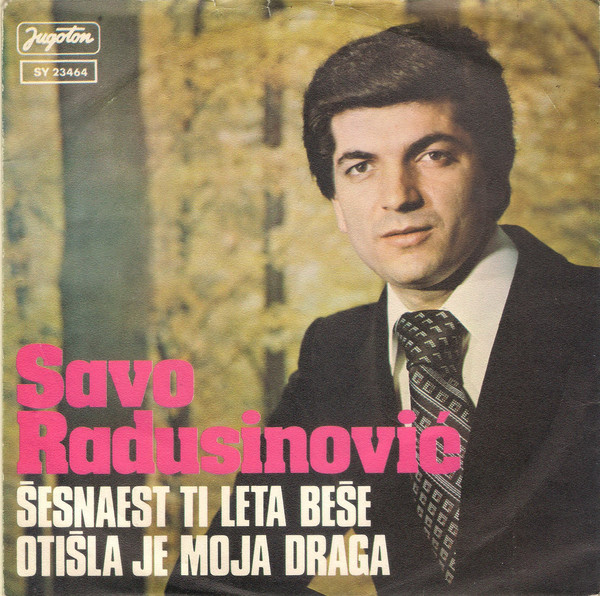 Jugoton
SY 23464
Savo
Radusinović
ŠESNAEST TI LETA BEŠE
OTIŠLA JE MOJA DRAGA